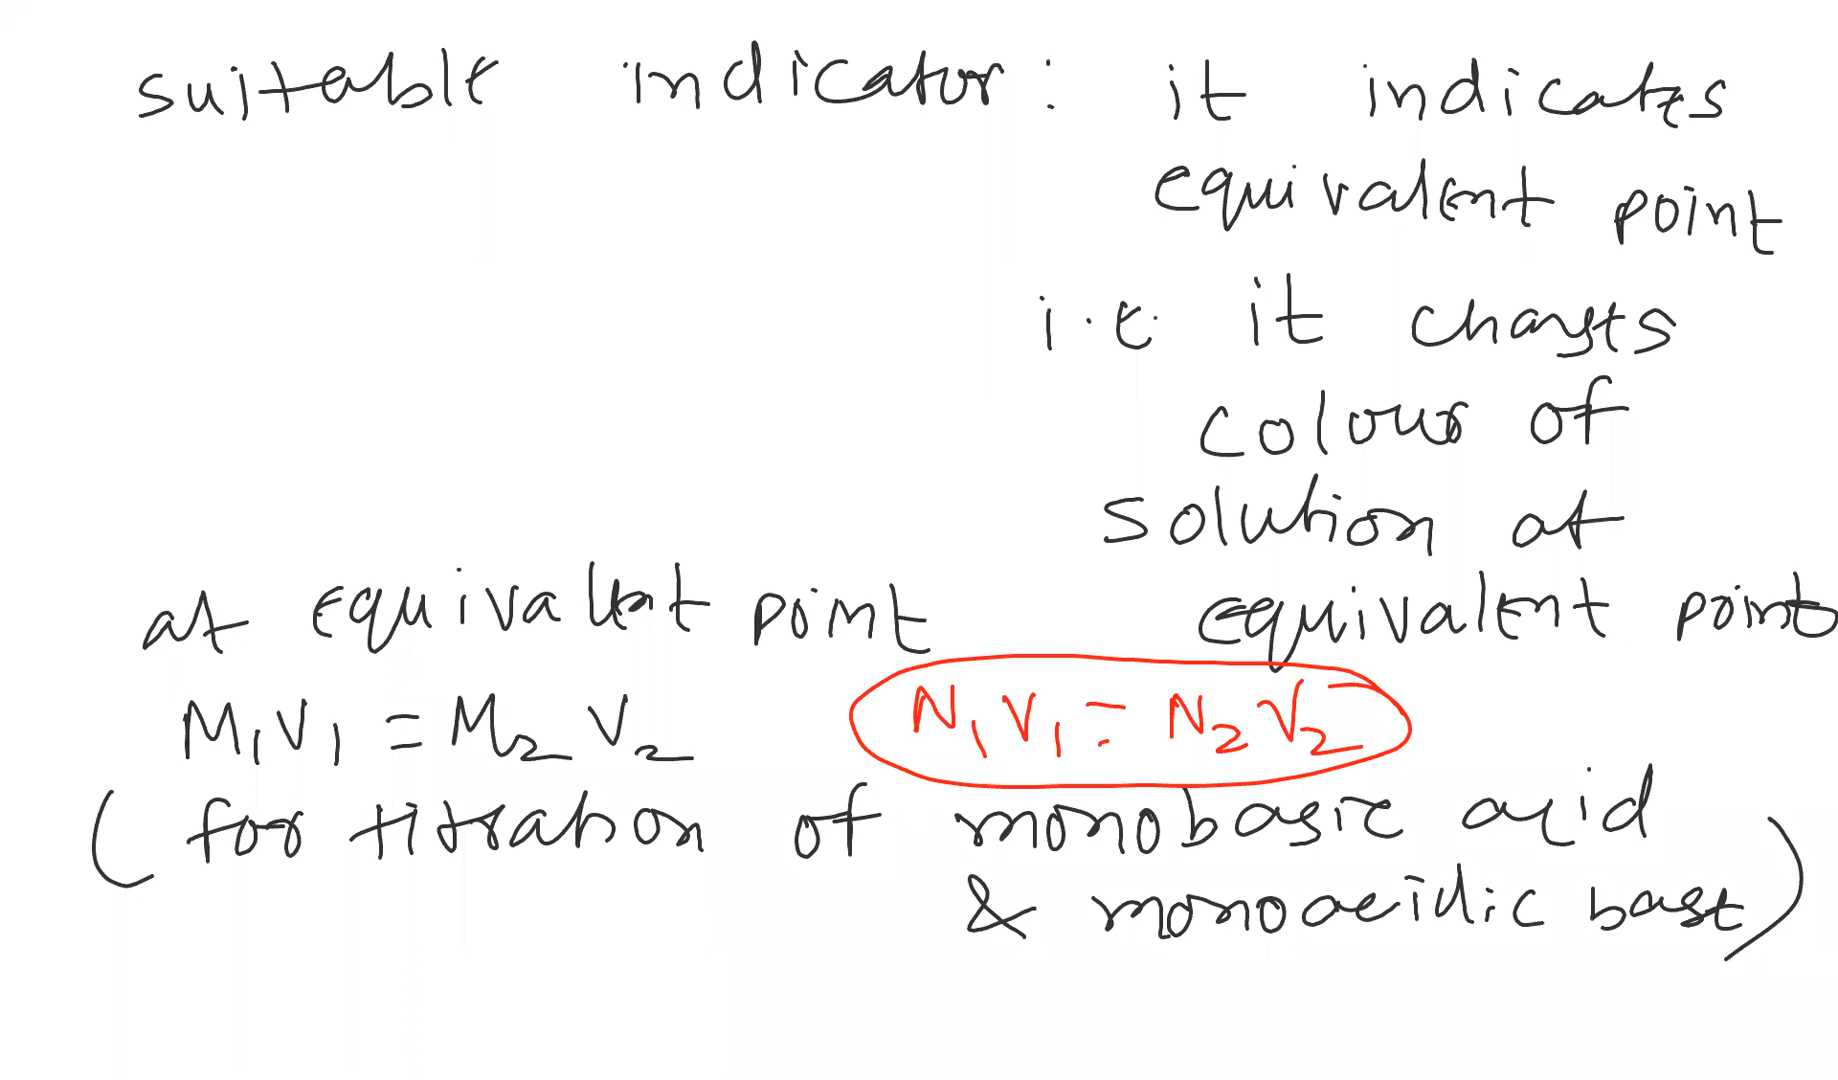 suitable indicator: it indicates
equivalent point
i.e. it changes
colour of
solution at
equivalent point
at equivalent point
M₁V₁ = M₂V₂ N₁V₁ = N₂V₂
(for titration of monobasic acid
& monoacidic base)